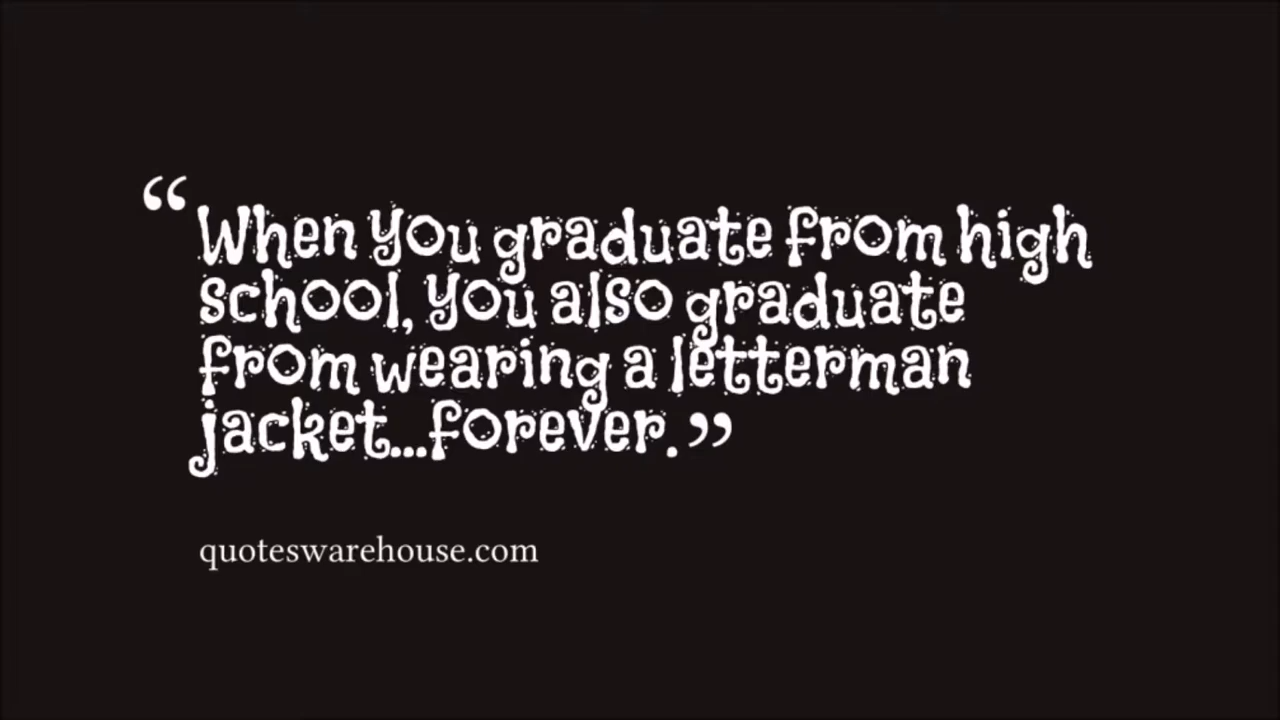 “When you graduate from high
school, you also graduate
from wearing a letterman
jacket...forever.”
quoteswarehouse.com